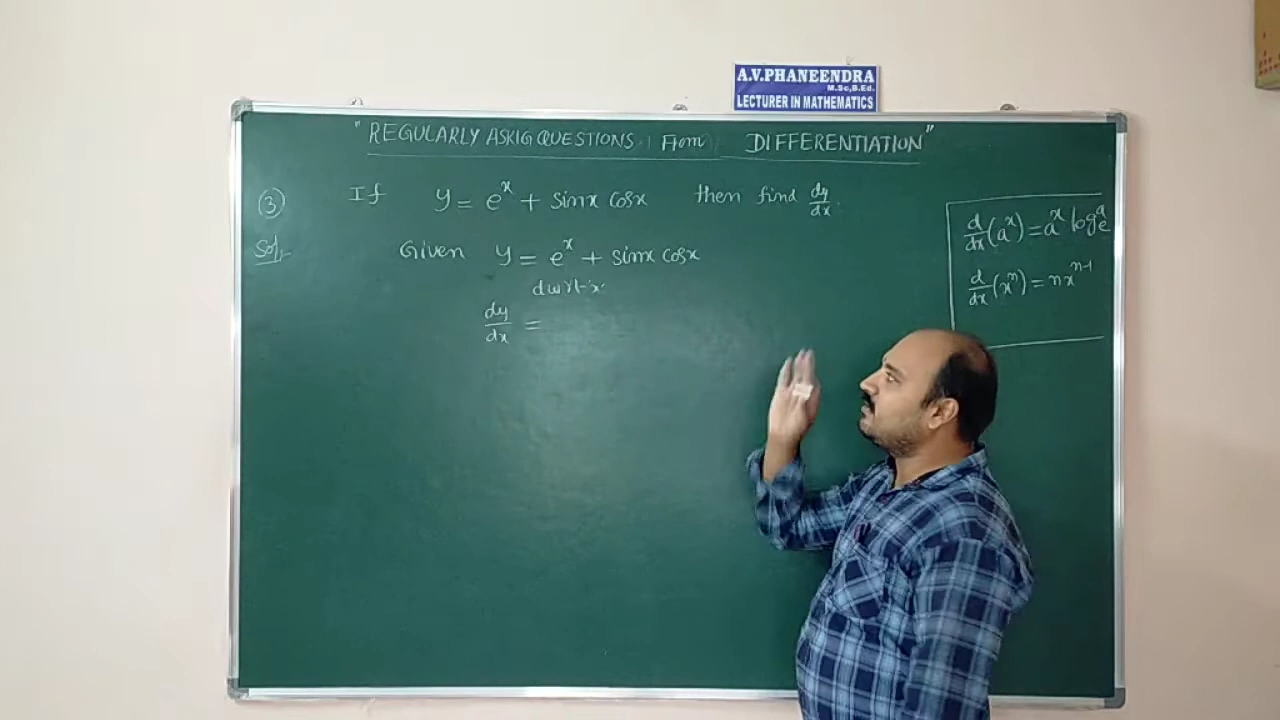 A.V.PHANEENDRA
M.Sc,B.Ed.
LECTURER IN MATHEMATICS
"REGULARLY ASKIG QUESTIONS From DIFFERENTIATION"
③ If y = e^x + sinx cosx then find dy/dx.
Sol:- Given y = e^x + sinx cosx
d w r t x
dy/dx =
d/dx (a^x) = a^x log_e^a
d/dx (x^n) = n x^(n-1)